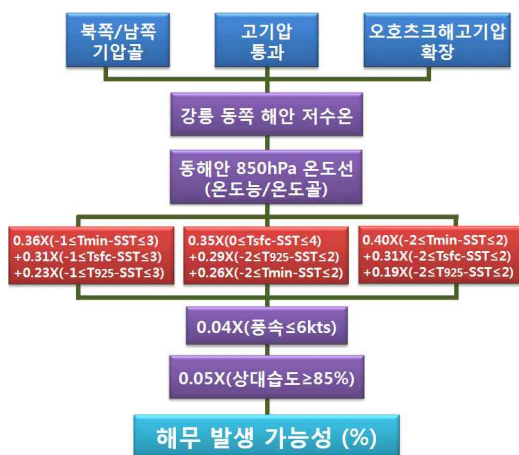 북쪽/남쪽
기압골
고기압
통과
오호츠크해고기압
확장
강릉 동쪽 해안 저수온
동해안 850hPa 온도선
(온도능/온도골)
0.36X(-1≤Tmin-SST≤3)
+0.31X(-1≤Tsfc-SST≤3)
+0.23X(-1≤T925-SST≤3)
0.35X(0≤Tsfc-SST≤4)
+0.29X(-2≤T925-SST≤2)
+0.26X(-2≤Tmin-SST≤2)
0.40X(-2≤Tmin-SST≤2)
+0.31X(-2≤Tsfc-SST≤2)
+0.19X(-2≤T925-SST≤2)
0.04X(풍속≤6kts)
0.05X(상대습도≥85%)
해무 발생 가능성 (%)